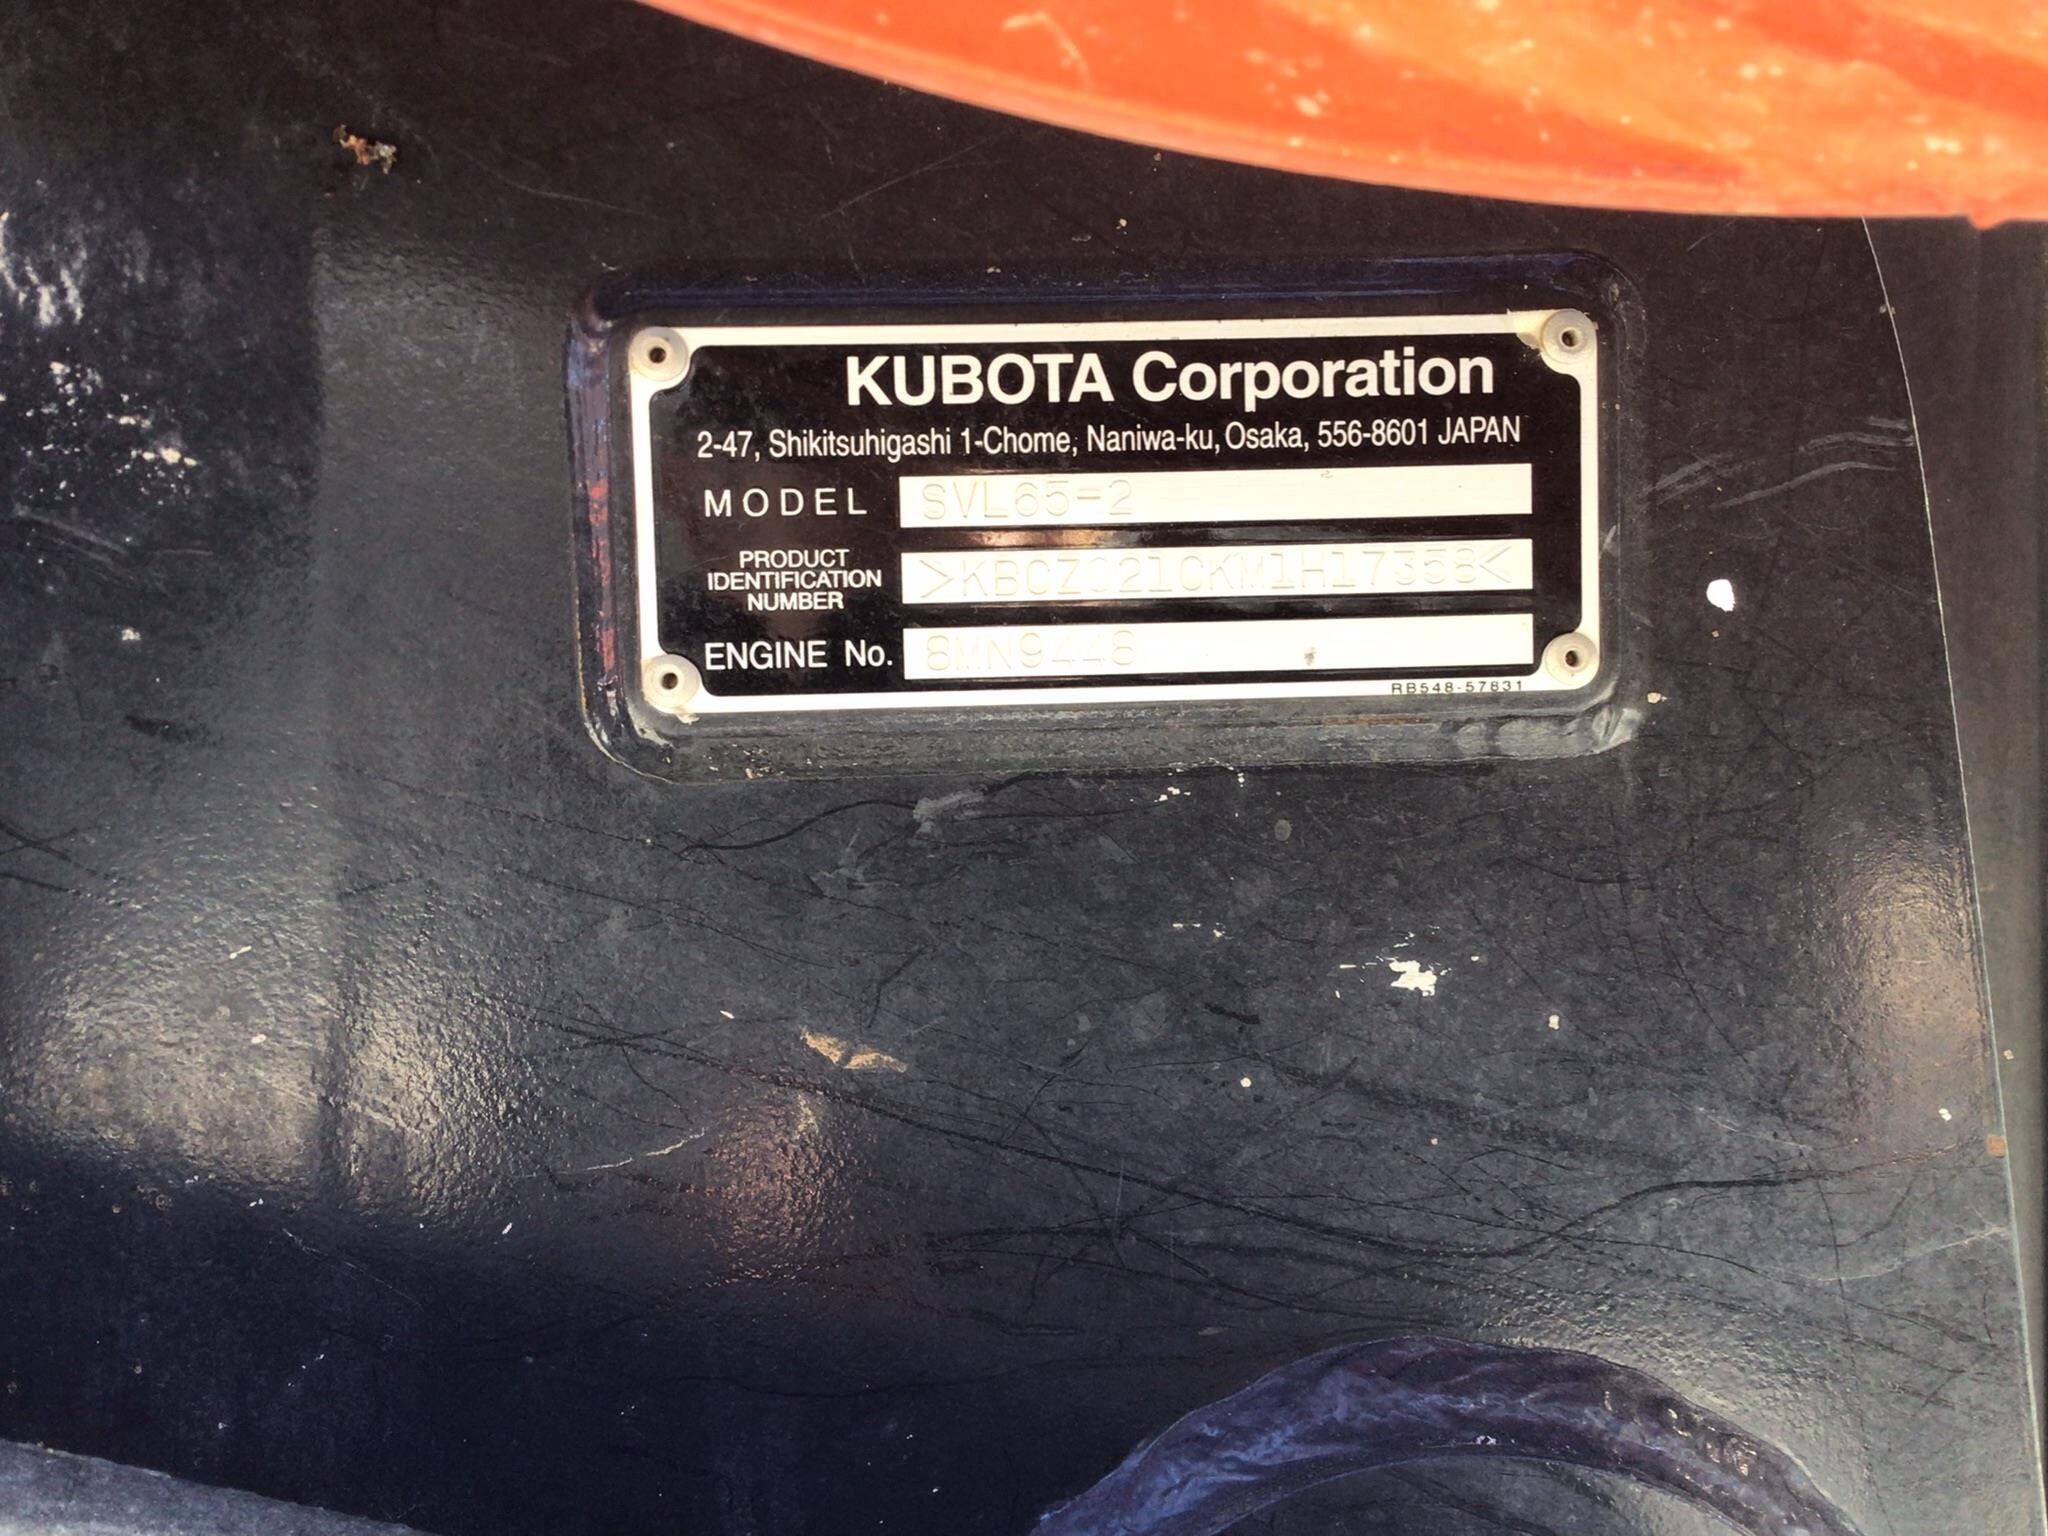 KUBOTA Corporation
2-47, Shikitsuhigashi 1-Chome, Naniwa-ku, Osaka, 556-8601 JAPAN
MODEL SVL65-2
PRODUCT IDENTIFICATION NUMBER >KBCZ021CKM1H17358<
ENGINE No. 8MN9448
RB548-57831